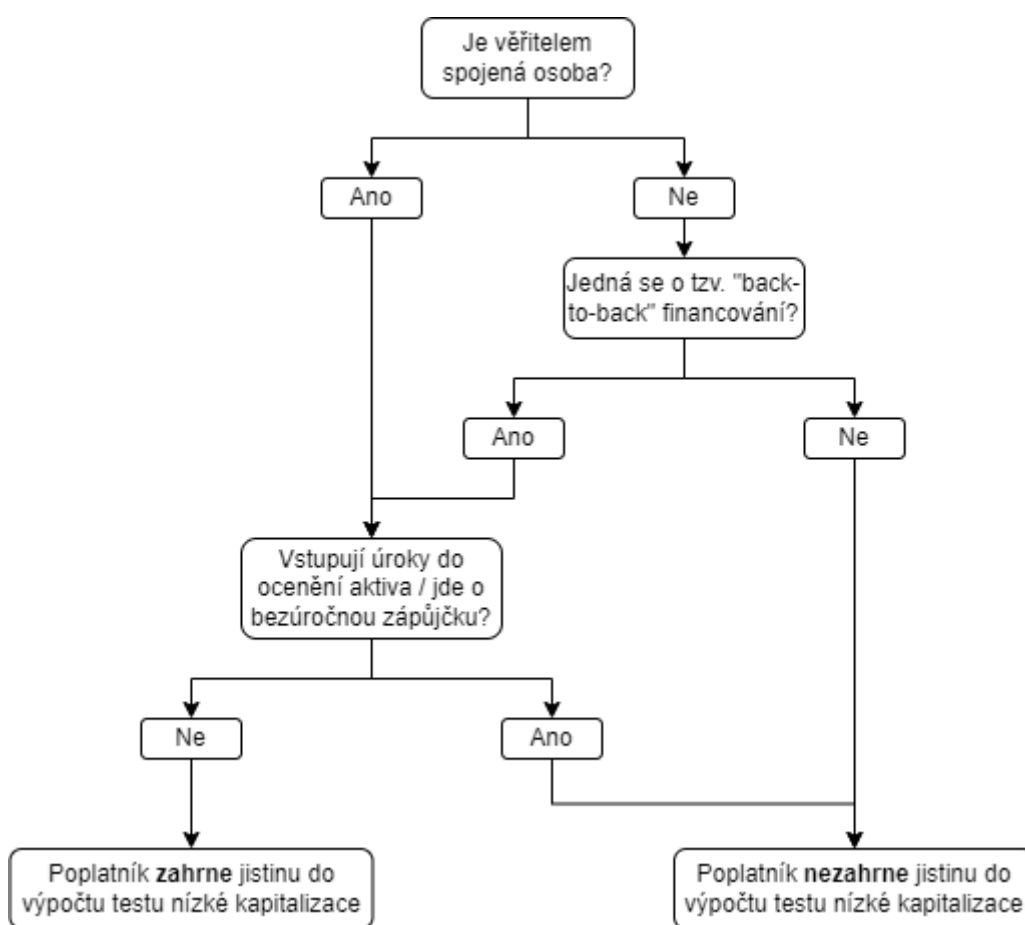 Je věřitelem
spojená osoba?
Ano
Ne
Jedná se o tzv. "back-
to-back" financování?
Ano
Ne
Vstupují úroky do
ocenění aktiva / jde o
bezúročnou zápůjčku?
Ne
Ano
Poplatník zahrne jistinu do
výpočtu testu nízké kapitalizace
Poplatník nezahrne jistinu do
výpočtu testu nízké kapitalizace